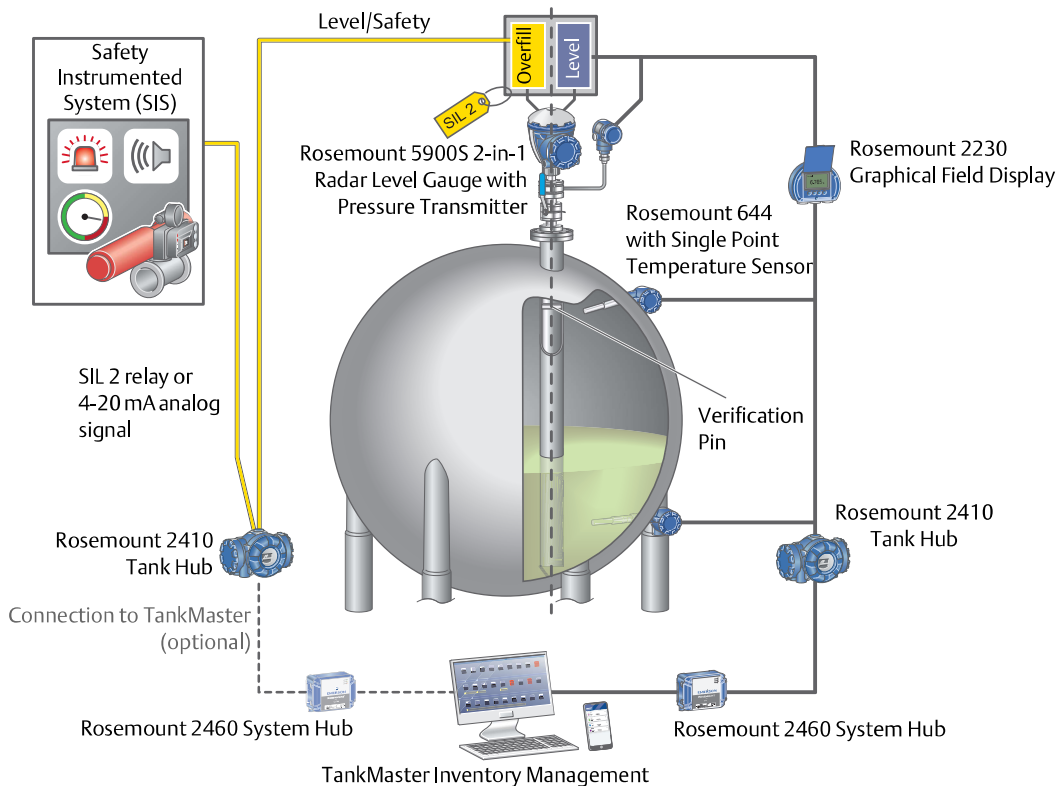 Level/Safety
Safety
Instrumented
System (SIS)
Overfill
Level
SIL 2
Rosemount 5900S 2-in-1
Radar Level Gauge with
Pressure Transmitter
Rosemount 2230
Graphical Field Display
Rosemount 644
with Single Point
Temperature Sensor
SIL 2 relay or
4-20 mA analog
signal
Verification
Pin
Rosemount 2410
Tank Hub
Rosemount 2410
Tank Hub
Connection to TankMaster
(optional)
Rosemount 2460 System Hub
Rosemount 2460 System Hub
TankMaster Inventory Management